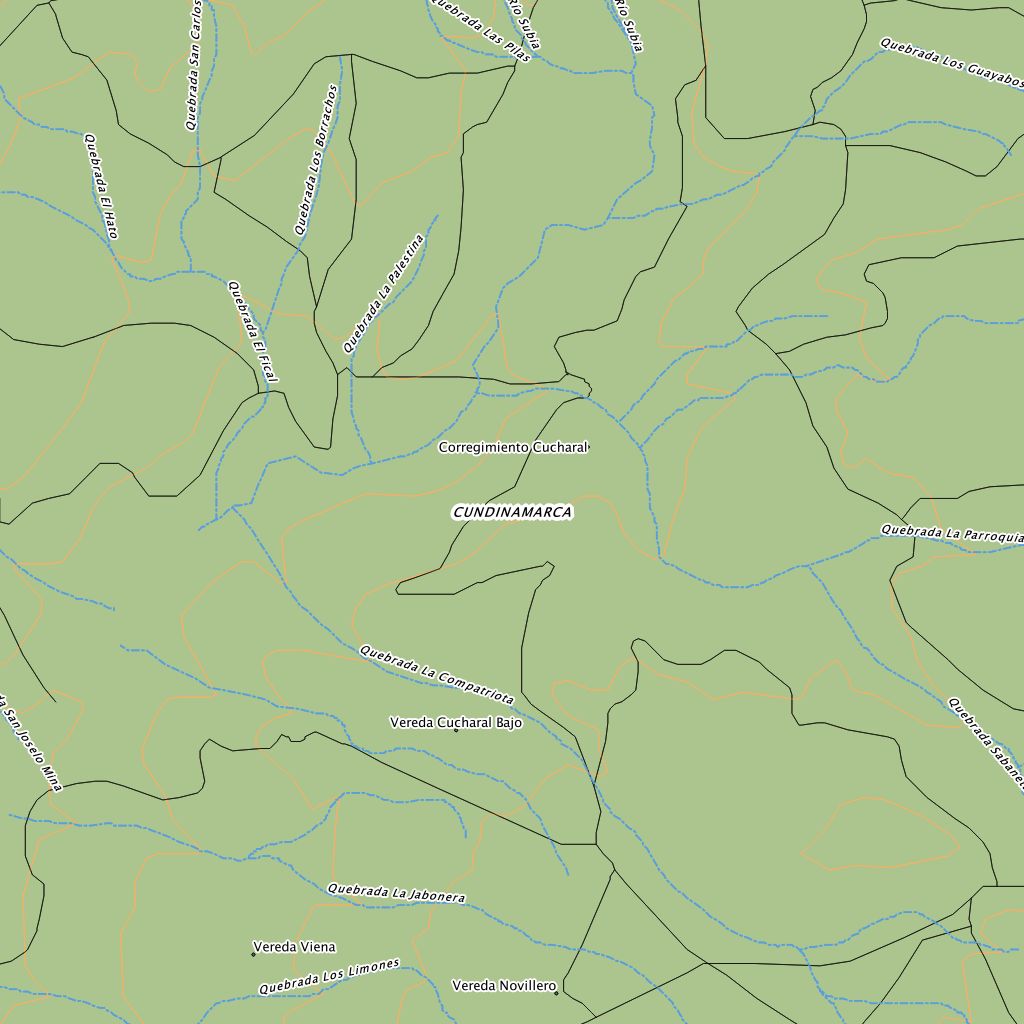 Quebrada San Carlos
Quebrada Las Pilas
Río Subia
Río Subia
Quebrada Los Guayabos
Quebrada Los Borrachos
Quebrada El Hato
Quebrada La Palestina
Quebrada El Fical
Corregimiento Cucharal
CUNDINAMARCA
Quebrada La Parroquia
Quebrada La Compatriota
Vereda Cucharal Bajo
da San Joselo Mina
Quebrada Sabaneta
Quebrada La Jabonera
Vereda Viena
Quebrada Los Limones
Vereda Novillero